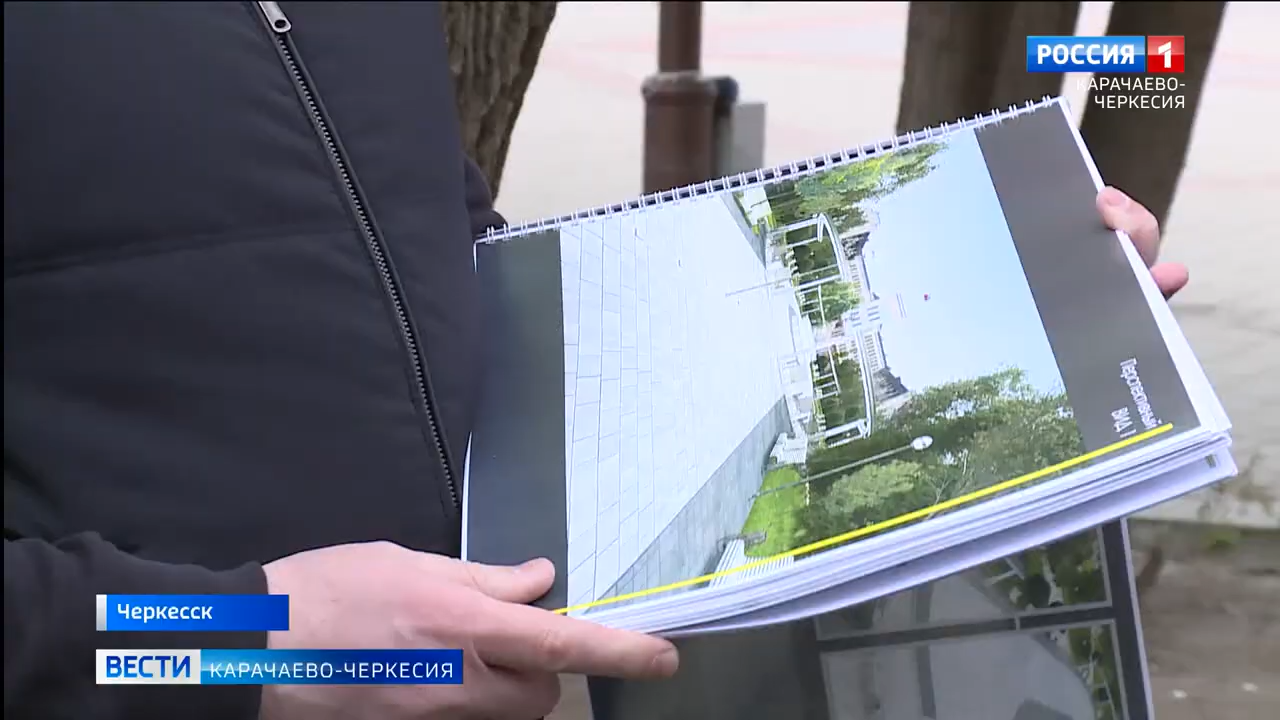 РОССИЯ 1
КАРАЧАЕВО-
ЧЕРКЕСИЯ
Перспективный
вид 1
Черкесск
ВЕСТИ КАРАЧАЕВО-ЧЕРКЕСИЯ